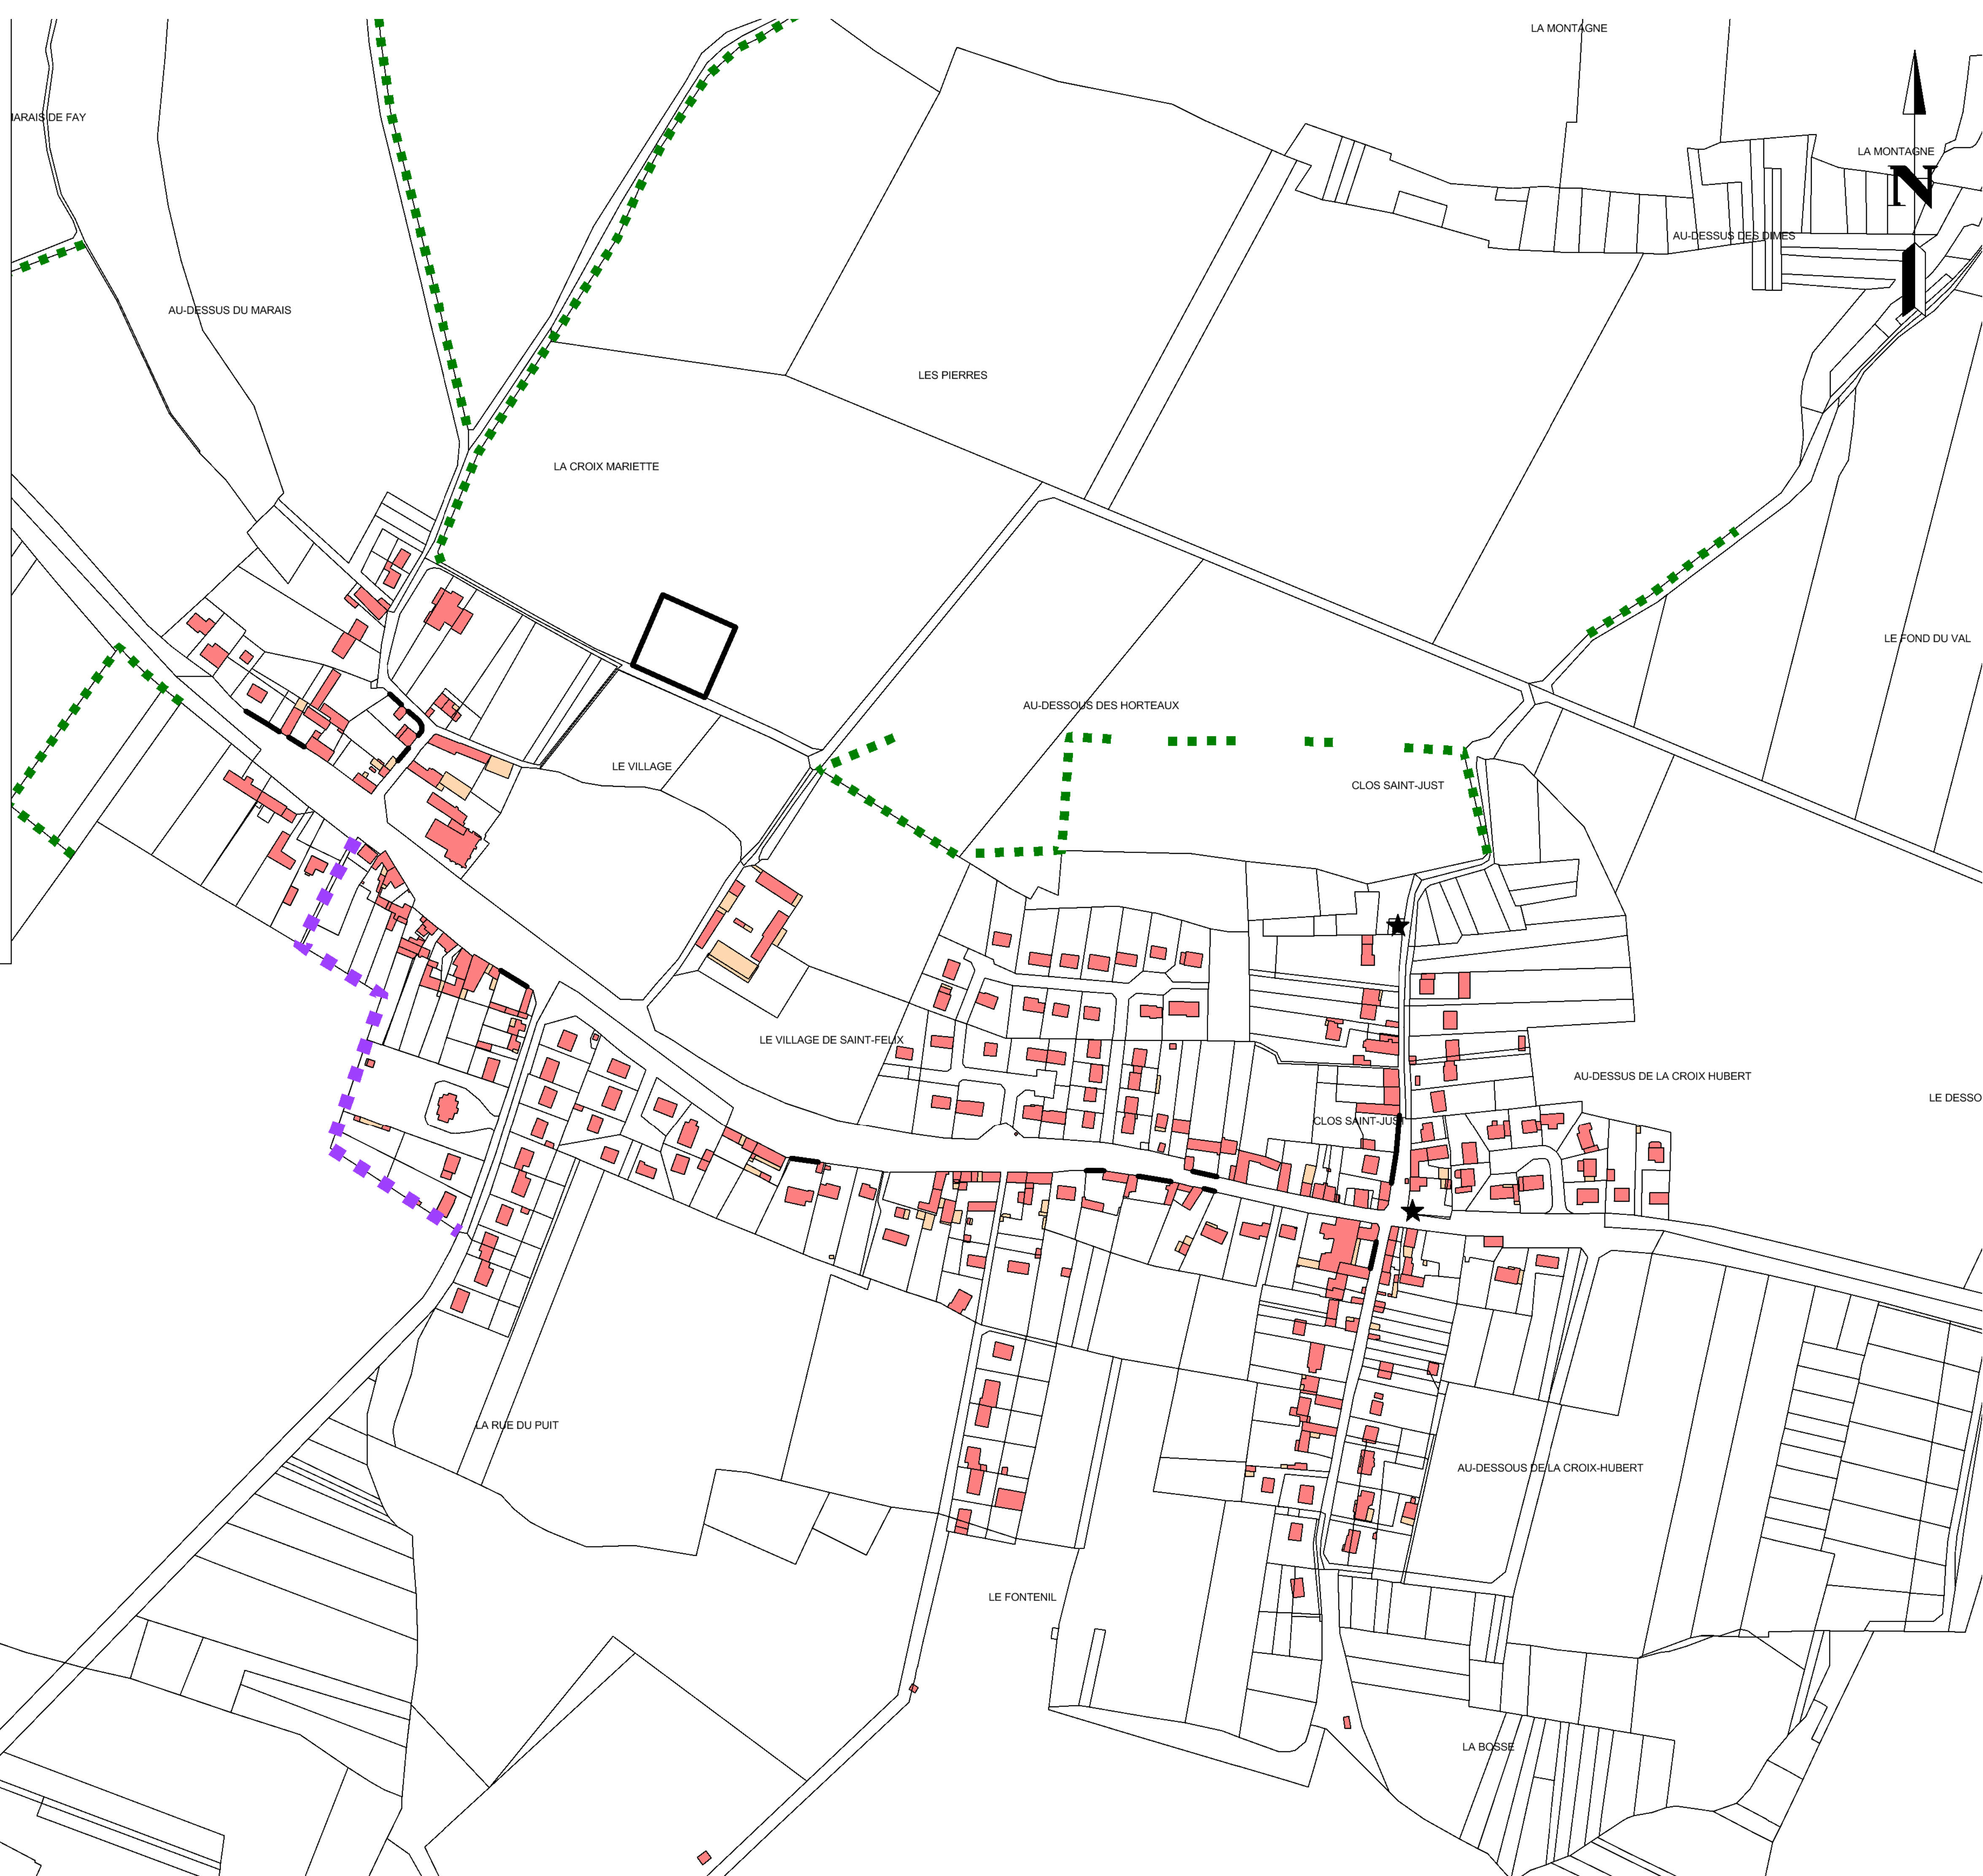 LA MONTAGNE
ARAIS DE FAY
LA MONTAGNE
N
AU-DESSUS DES DIMES
AU-DESSUS DU MARAIS
LES PIERRES
LA CROIX MARIETTE
LE FOND DU VAL
AU-DESSOUS DES HORTEAUX
LE VILLAGE
CLOS SAINT-JUST
LE VILLAGE DE SAINT-FELIX
AU-DESSUS DE LA CROIX HUBERT
LE DESSO
CLOS SAINT-JUST
LA RUE DU PUIT
AU-DESSOUS DE LA CROIX-HUBERT
LE FONTENIL
LA BOSSE